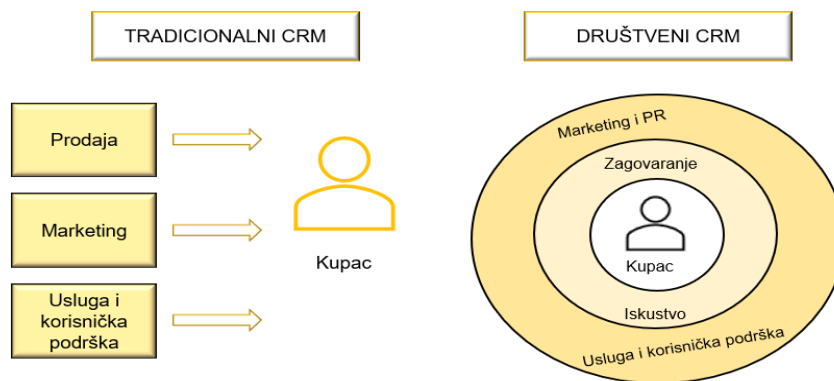 TRADICIONALNI CRM
DRUŠTVENI CRM
Prodaja
Marketing
Usluga i
korisnička
podrška
Kupac
Marketing i PR
Zagovaranje
Kupac
Iskustvo
Usluga i korisnička podrška